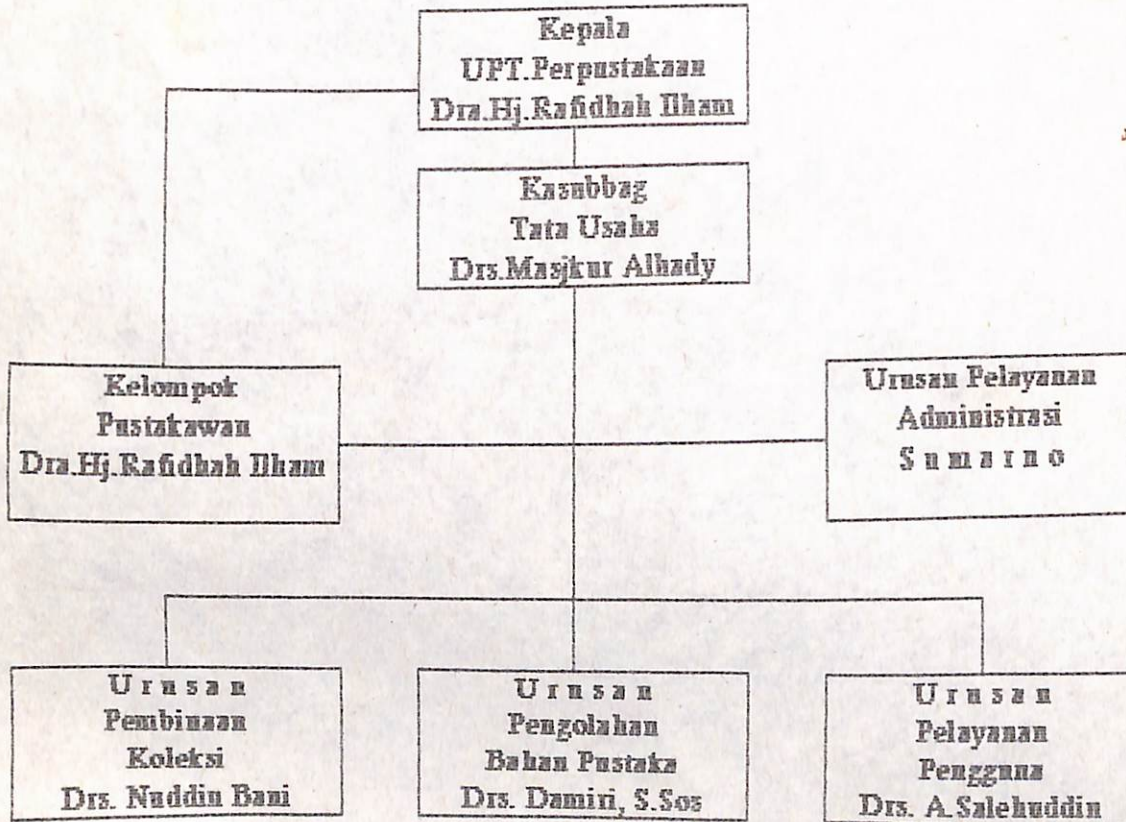 Kepala
UPT.Perpustakaan
Dra.Hj.Rafidhah Ilham
Kasubbag
Tata Usaha
Drs.Masjkur Alhady
Kelompok
Pustakawan
Dra.Hj.Rafidhah Ilham
Urusan Pelayanan
Administrasi
S u m a r n o
U r u s a n
Pembinaan
Koleksi
Drs. Nuddin Bani
U r u s a n
Pengolahan
Bahan Pustaka
Drs. Damiri, S.Sos
U r u s a n
Pelayanan
Pengguna
Drs. A.Salehuddin